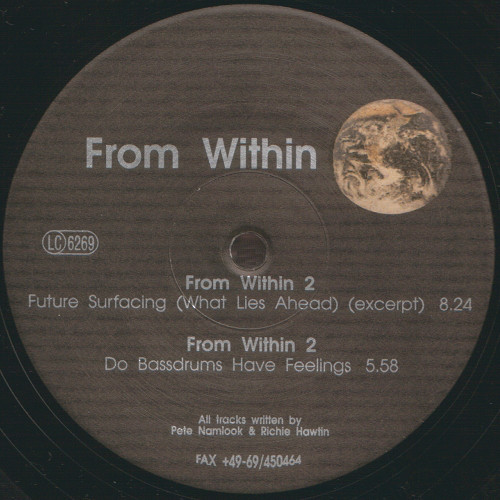 From Within
LC 6269
From Within 2
Future Surfacing (What Lies Ahead) (excerpt) 8.24
From Within 2
Do Bassdrums Have Feelings 5.58
All tracks written by
Pete Namlook & Richie Hawtin
FAX +49-69/450464